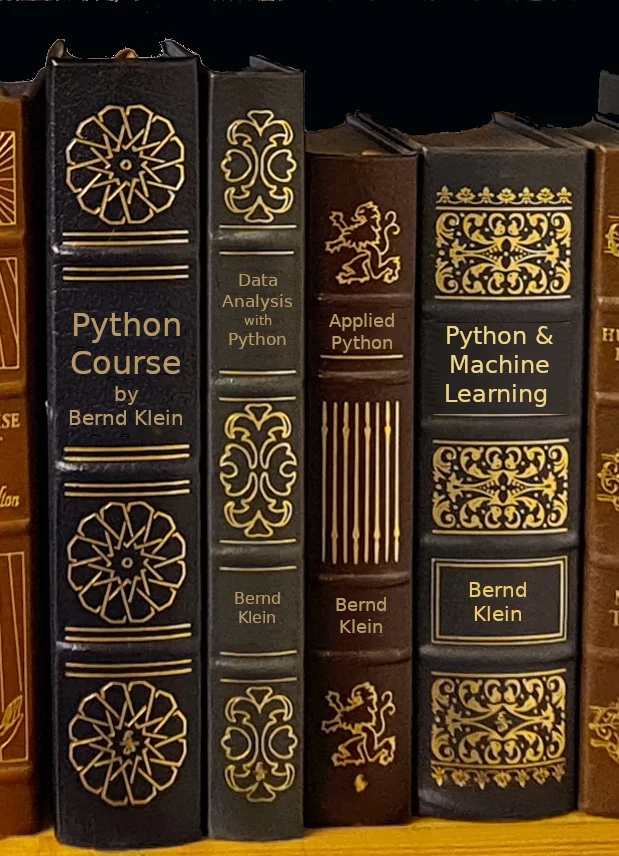 Python
Course
by
Bernd Klein
Data
Analysis
with
Python
Bernd
Klein
Applied
Python
Bernd
Klein
Python &
Machine
Learning
Bernd
Klein